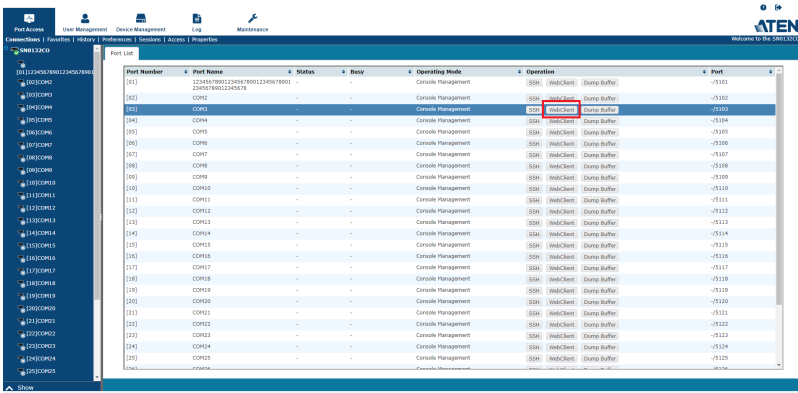 ATEN
Port Access User Management Device Management Log Maintenance
Connections | Favorites | History | Preferences | Sessions | Access | Properties
Welcome to the SN0132CO
SN0132CO
[01]1234567890123456789012345678901
[02]COM2
[03]COM3
[04]COM4
[05]COM5
[06]COM6
[07]COM7
[08]COM8
[09]COM9
[10]COM10
[11]COM11
[12]COM12
[13]COM13
[14]COM14
[15]COM15
[16]COM16
[17]COM17
[18]COM18
[19]COM19
[20]COM20
[21]COM21
[22]COM22
[23]COM23
[24]COM24
[25]COM25
Show
Port List
Port Number Port Name Status Busy Operating Mode Operation Port
[01] 1234567890123456789012345678901 - - Console Management SSH WebClient Dump Buffer -/5101
2345678901234567​8
[02] COM2 - - Console Management SSH WebClient Dump Buffer -/5102
[03] COM3 - - Console Management SSH WebClient Dump Buffer -/5103
[04] COM4 - - Console Management SSH WebClient Dump Buffer -/5104
[05] COM5 - - Console Management SSH WebClient Dump Buffer -/5105
[06] COM6 - - Console Management SSH WebClient Dump Buffer -/5106
[07] COM7 - - Console Management SSH WebClient Dump Buffer -/5107
[08] COM8 - - Console Management SSH WebClient Dump Buffer -/5108
[09] COM9 - - Console Management SSH WebClient Dump Buffer -/5109
[10] COM10 - - Console Management SSH WebClient Dump Buffer -/5110
[11] COM11 - - Console Management SSH WebClient Dump Buffer -/5111
[12] COM12 - - Console Management SSH WebClient Dump Buffer -/5112
[13] COM13 - - Console Management SSH WebClient Dump Buffer -/5113
[14] COM14 - - Console Management SSH WebClient Dump Buffer -/5114
[15] COM15 - - Console Management SSH WebClient Dump Buffer -/5115
[16] COM16 - - Console Management SSH WebClient Dump Buffer -/5116
[17] COM17 - - Console Management SSH WebClient Dump Buffer -/5117
[18] COM18 - - Console Management SSH WebClient Dump Buffer -/5118
[19] COM19 - - Console Management SSH WebClient Dump Buffer -/5119
[20] COM20 - - Console Management SSH WebClient Dump Buffer -/5120
[21] COM21 - - Console Management SSH WebClient Dump Buffer -/5121
[22] COM22 - - Console Management SSH WebClient Dump Buffer -/5122
[23] COM23 - - Console Management SSH WebClient Dump Buffer -/5123
[24] COM24 - - Console Management SSH WebClient Dump Buffer -/5124
[25] COM25 - - Console Management SSH WebClient Dump Buffer -/5125